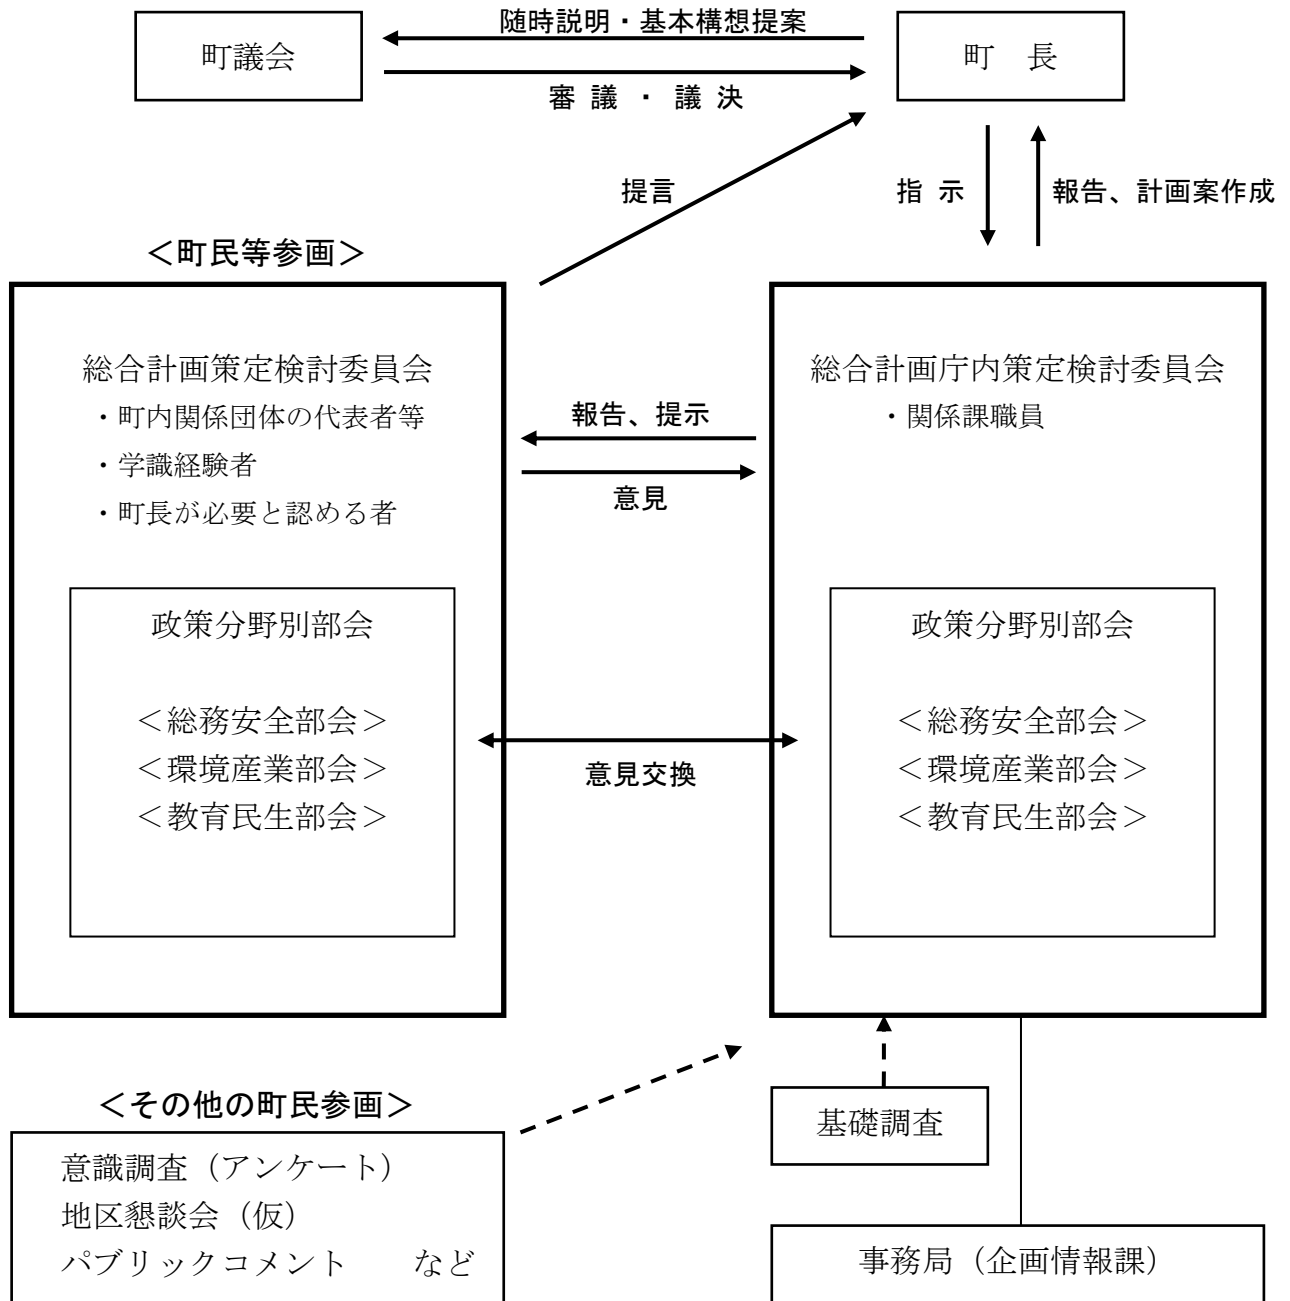 随時説明・基本構想提案
町議会
町　長
審 議 ・ 議 決
提言
指 示
報告、計画案作成
＜町民等参画＞
総合計画策定検討委員会
・町内関係団体の代表者等
・学識経験者
・町長が必要と認める者
報告、提示
意見
総合計画庁内策定検討委員会
・関係課職員
政策分野別部会
＜総務安全部会＞
＜環境産業部会＞
＜教育民生部会＞
意見交換
政策分野別部会
＜総務安全部会＞
＜環境産業部会＞
＜教育民生部会＞
＜その他の町民参画＞
意識調査（アンケート）
地区懇談会（仮）
パブリックコメント　　など
基礎調査
事務局（企画情報課）